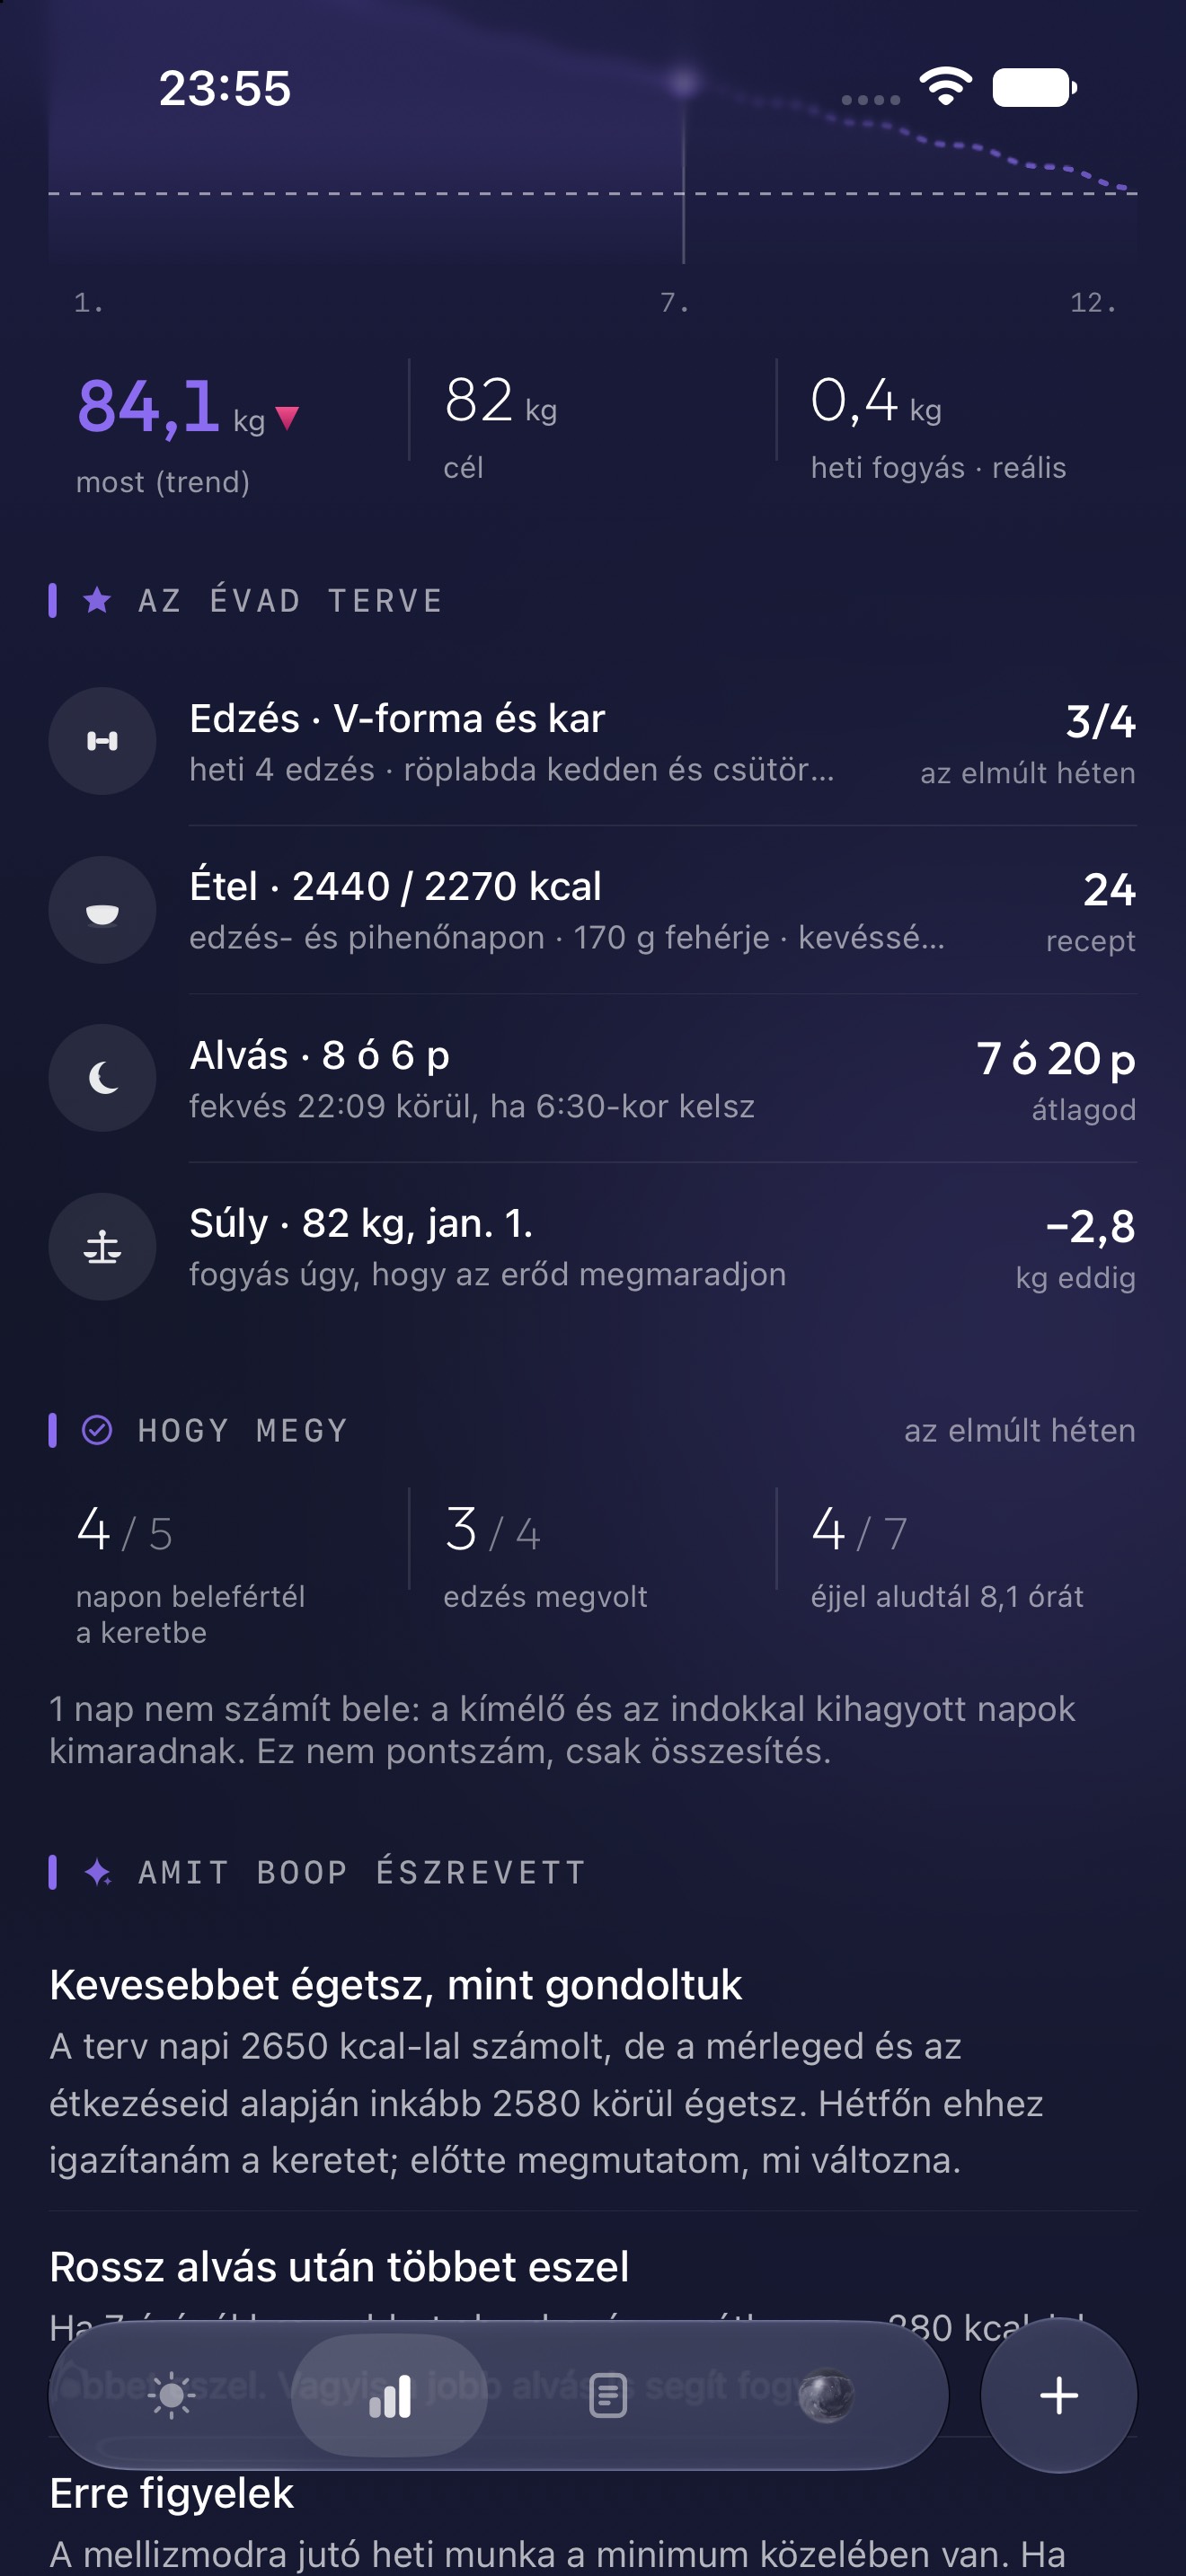 23:55
1.
7.
12.
84,1 kg
82 kg
0,4 kg
most (trend)
cél
heti fogyás · reális
AZ ÉVAD TERVE
Edzés · V-forma és kar
3/4
heti 4 edzés · röplabda kedden és csütör...
az elmúlt héten
Étel · 2440 / 2270 kcal
24
edzés- és pihenőnapon · 170 g fehérje · kevéssé...
recept
Alvás · 8 ó 6 p
7 ó 20 p
fekvés 22:09 körül, ha 6:30-kor kelsz
átlagod
Súly · 82 kg, jan. 1.
−2,8
fogyás úgy, hogy az erőd megmaradjon
kg eddig
HOGY MEGY
az elmúlt héten
4 / 5
3 / 4
4 / 7
napon belefértél
a keretbe
edzés megvolt
éjjel aludtál 8,1 órát
1 nap nem számít bele: a kímélő és az indokkal kihagyott napok
kimaradnak. Ez nem pontszám, csak összesítés.
AMIT BOOP ÉSZREVETT
Kevesebbet égetsz, mint gondoltuk
A terv napi 2650 kcal-lal számolt, de a mérleged és az
étkezéseid alapján inkább 2580 körül égetsz. Hétfőn ehhez
igazítanám a keretet; előtte megmutatom, mi változna.
Rossz alvás után többet eszel
Ha 7
eszel. Vagyis a jobb alvás is segít
Erre figyelek
A mellizmodra jutó heti munka a minimum közelében van. Ha